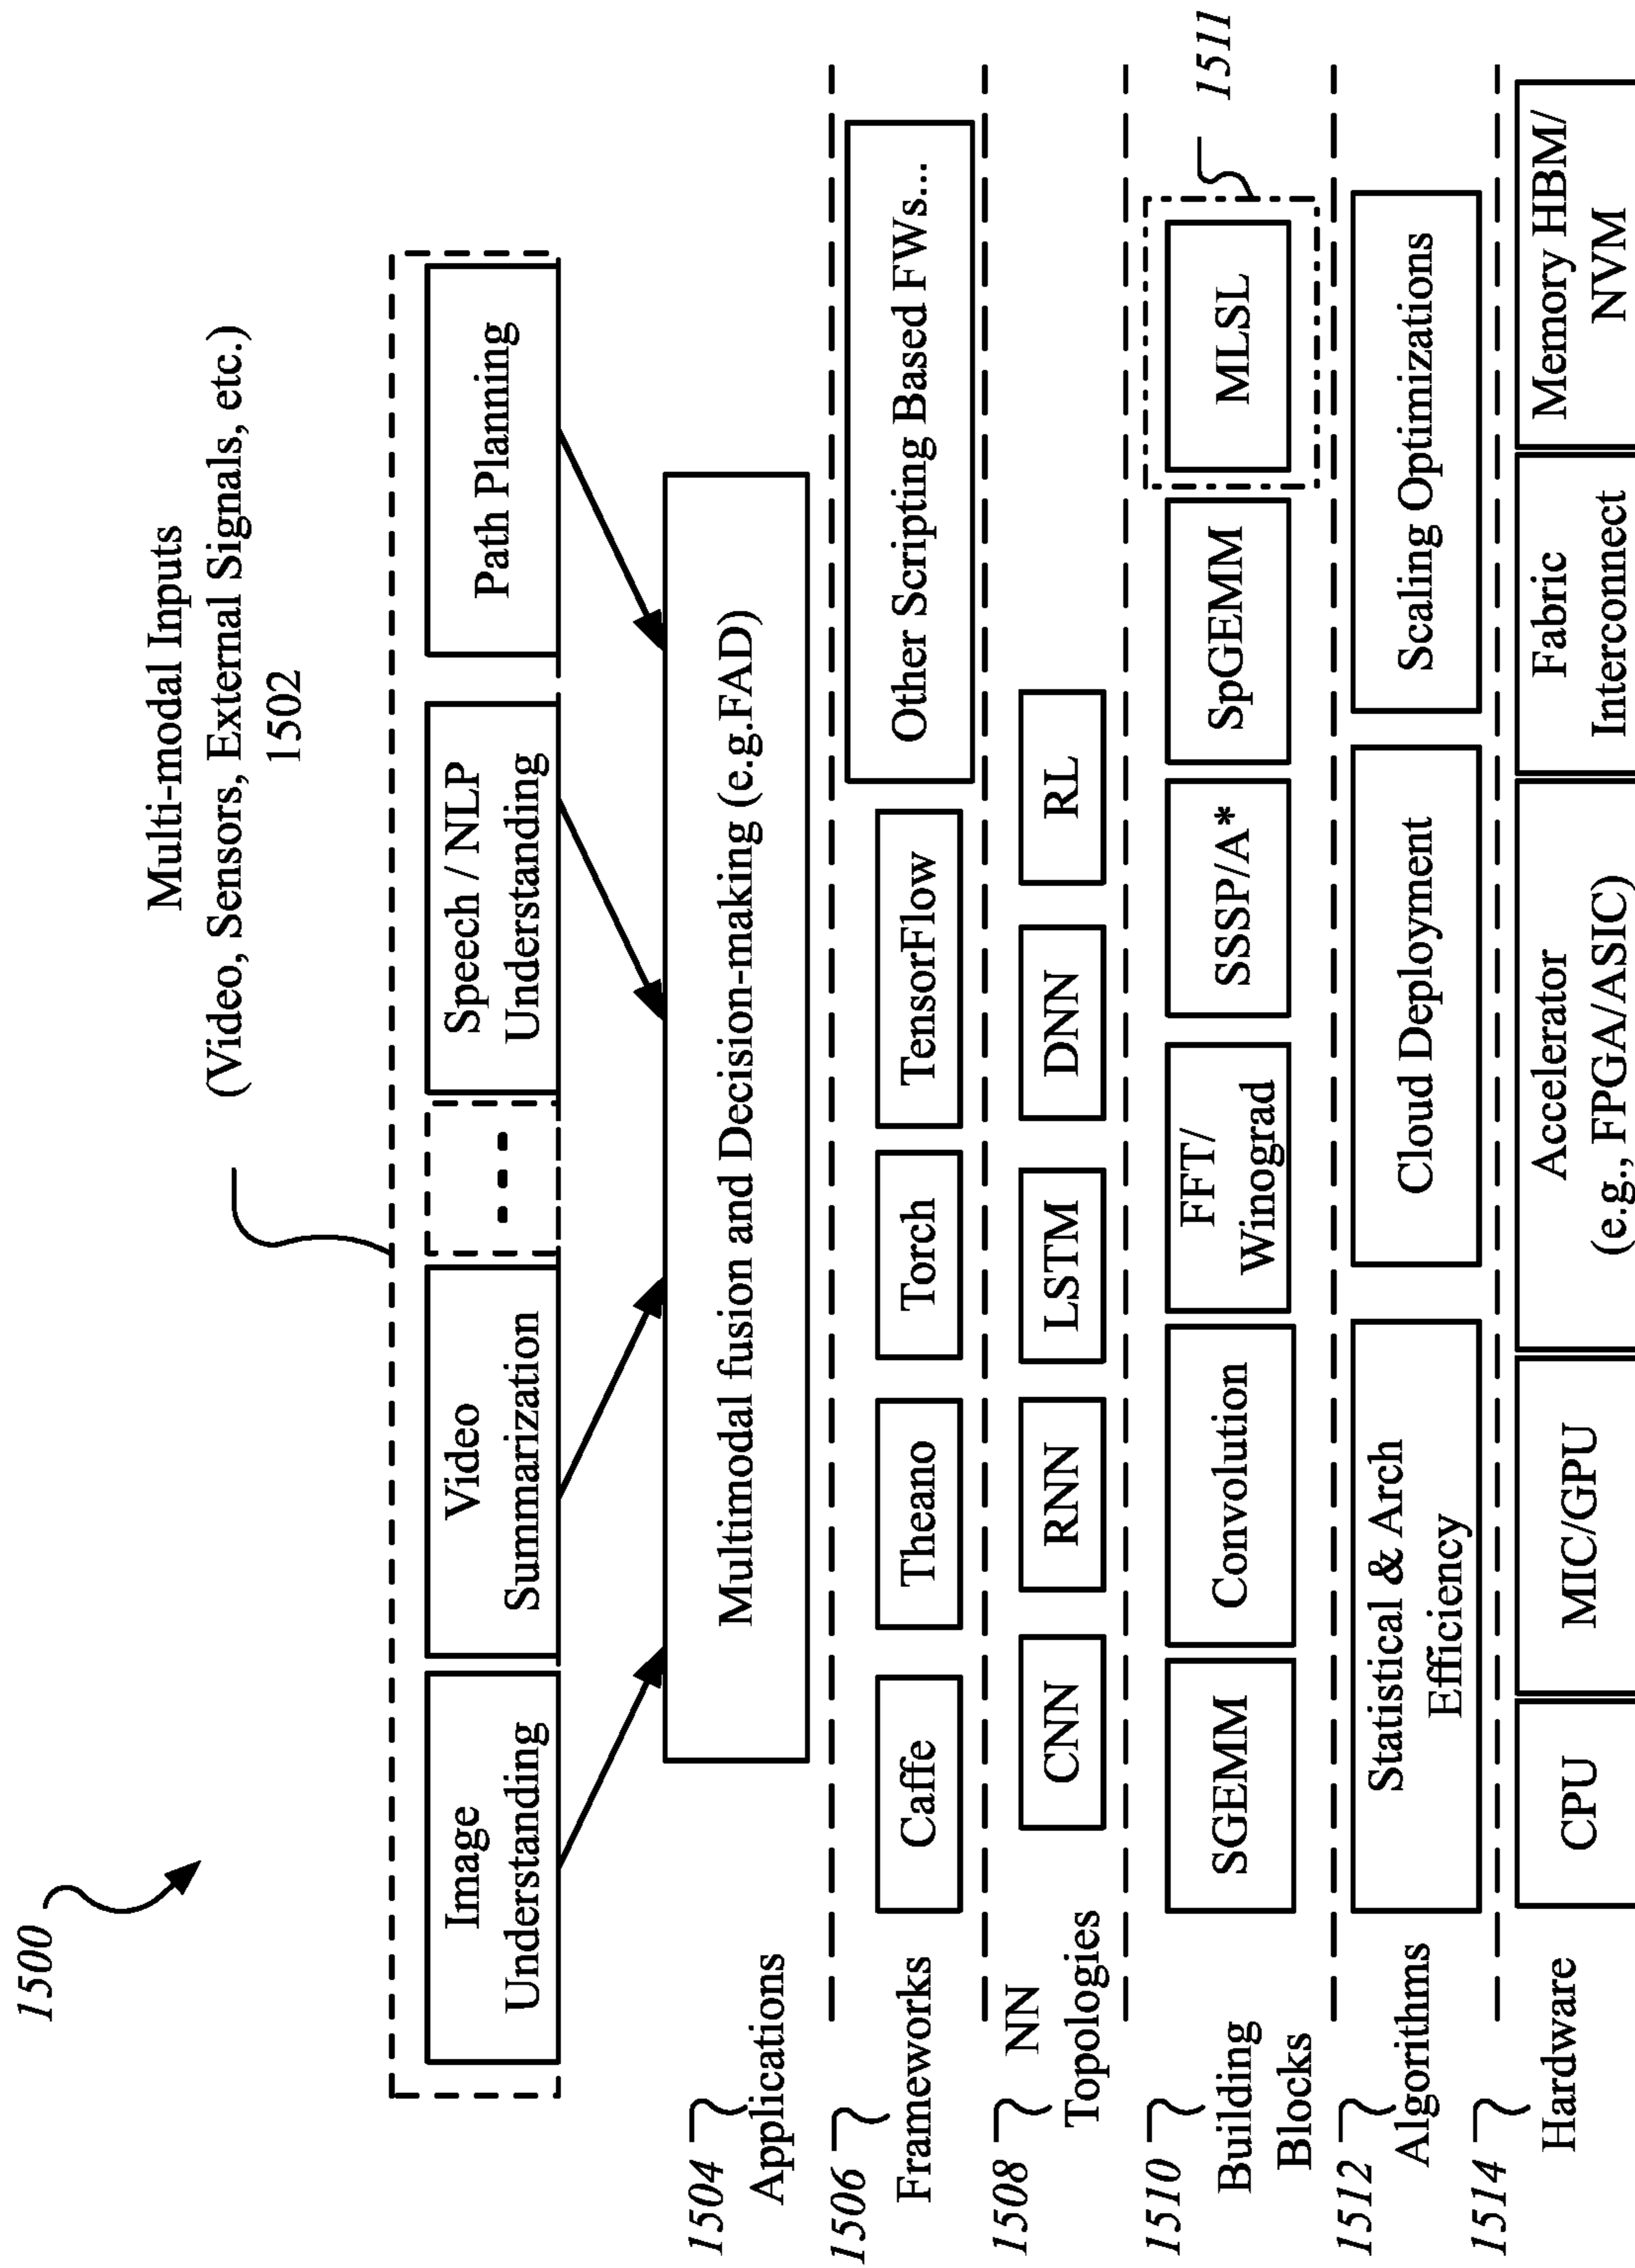 1500
Multi-modal Inputs
(Video, Sensors, External Signals, etc.)
1502
Image
Understanding
Video
Summarization
Speech / NLP
Understanding
Path Planning
Multimodal fusion and Decision-making (e.g.FAD)
1504
Applications
1506
Frameworks
Caffe
Theano
Torch
TensorFlow
Other Scripting Based FWs...
1508
NN
Topologies
CNN
RNN
LSTM
DNN
RL
1510
Building
Blocks
SGEMM
Convolution
FFT/
Winograd
SSSP/A*
SpGEMM
MLSL
1511
1512
Algorithms
Statistical & Arch
Efficiency
Cloud Deployment
Scaling Optimizations
1514
Hardware
CPU
MIC/GPU
Accelerator
(e.g., FPGA/ASIC)
Fabric
Interconnect
Memory HBM/
NVM